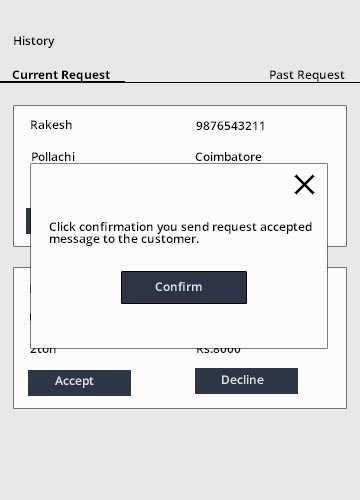 History
Current Request Past Request
Rakesh 9876543211
Pollachi Coimbatore
Click confirmation you send request accepted
message to the customer.
Confirm
2ton Rs.8000
Accept Decline